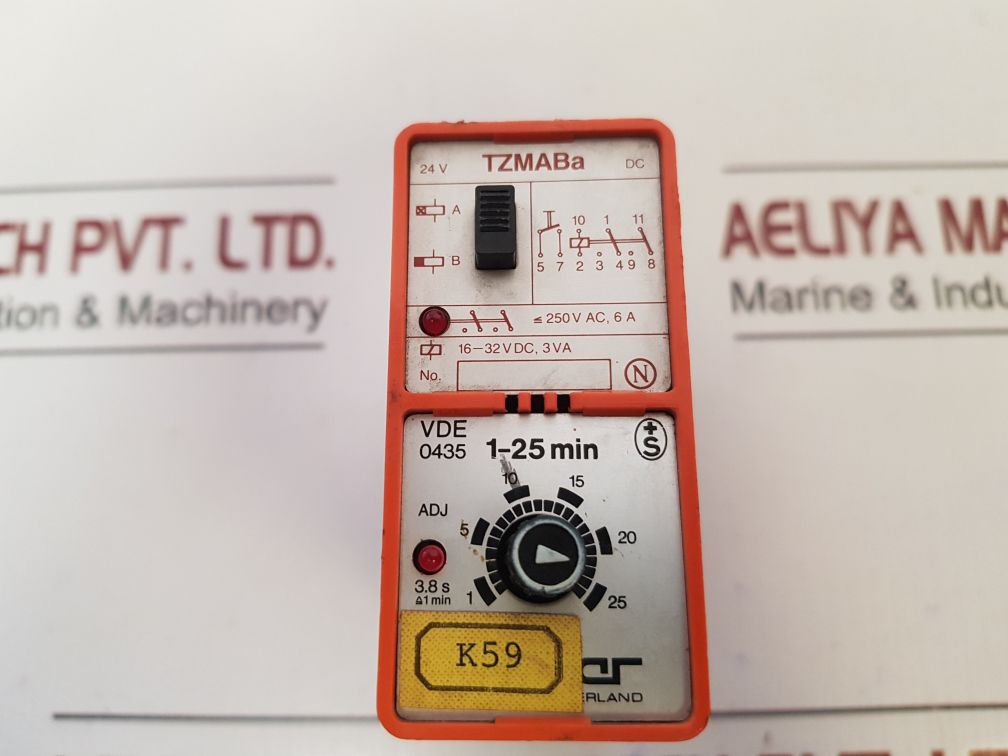 24 V TZMABa DC
A
B
10 1 11
5 7 2 3 4 9 8
≤ 250 V AC, 6 A
16–32 V DC, 3 VA
No. N
VDE
0435 1–25 min
+S
ADJ
1 5 10 15 20 25
3.8 s
≙1 min
K59
ERLAND
CH PVT. LTD.
tion & Machinery
AELIYA MA
Marine & Indu